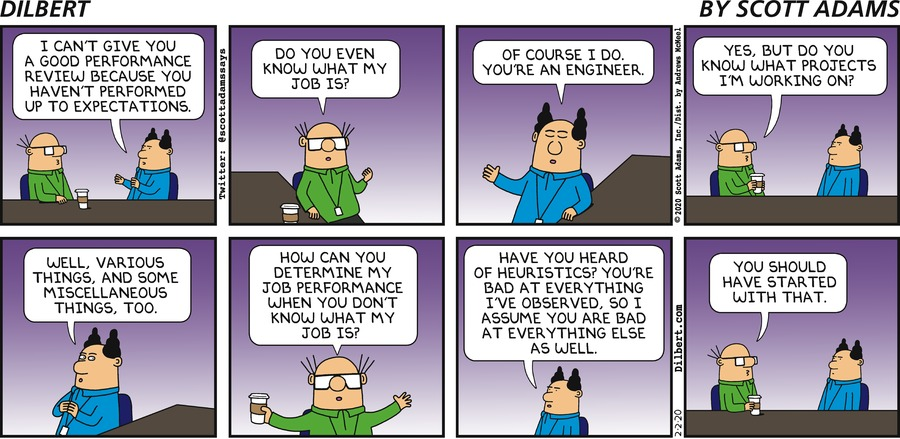 DILBERT
BY SCOTT ADAMS
I CAN'T GIVE YOU
A GOOD PERFORMANCE
REVIEW BECAUSE YOU
HAVEN'T PERFORMED
UP TO EXPECTATIONS.
Twitter: @scottadamssays
DO YOU EVEN
KNOW WHAT MY
JOB IS?
OF COURSE I DO.
YOU'RE AN ENGINEER.
© 2020 Scott Adams, Inc./Dist. by Andrews McMeel
YES, BUT DO YOU
KNOW WHAT PROJECTS
I'M WORKING ON?
WELL, VARIOUS
THINGS, AND SOME
MISCELLANEOUS
THINGS, TOO.
HOW CAN YOU
DETERMINE MY
JOB PERFORMANCE
WHEN YOU DON'T
KNOW WHAT MY
JOB IS?
HAVE YOU HEARD
OF HEURISTICS? YOU'RE
BAD AT EVERYTHING
I'VE OBSERVED, SO I
ASSUME YOU ARE BAD
AT EVERYTHING ELSE
AS WELL.
2-2-20 Dilbert.com
YOU SHOULD
HAVE STARTED
WITH THAT.